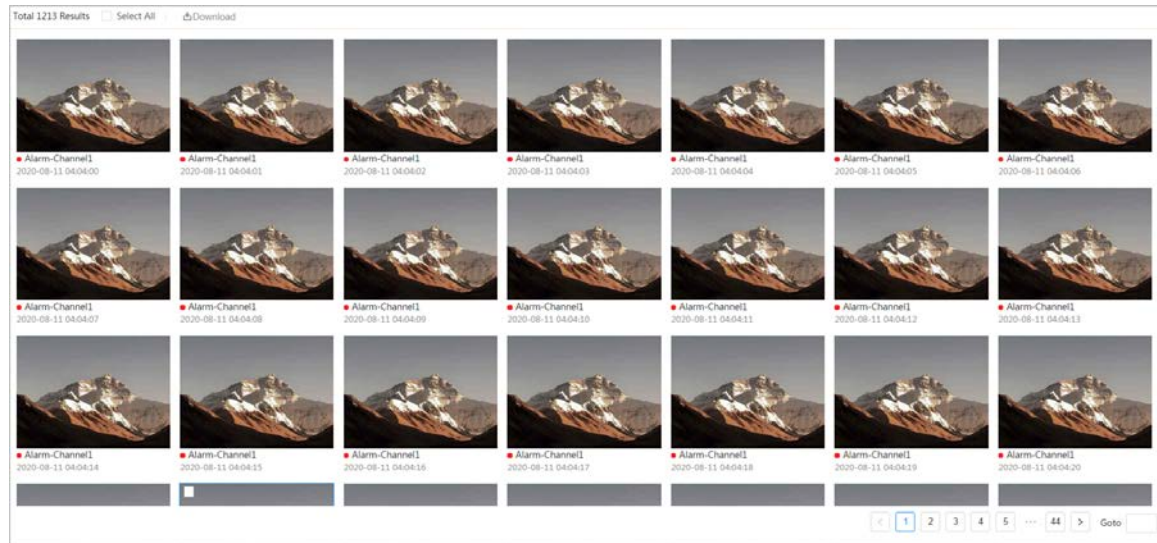 Total 1213 Results Select All Download
Alarm-Channel1 Alarm-Channel1 Alarm-Channel1 Alarm-Channel1 Alarm-Channel1 Alarm-Channel1 Alarm-Channel1
2020-08-11 04:04:00 2020-08-11 04:04:01 2020-08-11 04:04:02 2020-08-11 04:04:03 2020-08-11 04:04:04 2020-08-11 04:04:05 2020-08-11 04:04:06
Alarm-Channel1 Alarm-Channel1 Alarm-Channel1 Alarm-Channel1 Alarm-Channel1 Alarm-Channel1 Alarm-Channel1
2020-08-11 04:04:07 2020-08-11 04:04:08 2020-08-11 04:04:09 2020-08-11 04:04:10 2020-08-11 04:04:11 2020-08-11 04:04:12 2020-08-11 04:04:13
Alarm-Channel1 Alarm-Channel1 Alarm-Channel1 Alarm-Channel1 Alarm-Channel1 Alarm-Channel1 Alarm-Channel1
2020-08-11 04:04:14 2020-08-11 04:04:15 2020-08-11 04:04:16 2020-08-11 04:04:17 2020-08-11 04:04:18 2020-08-11 04:04:19 2020-08-11 04:04:20
< 1 2 3 4 5 ··· 44 > Goto